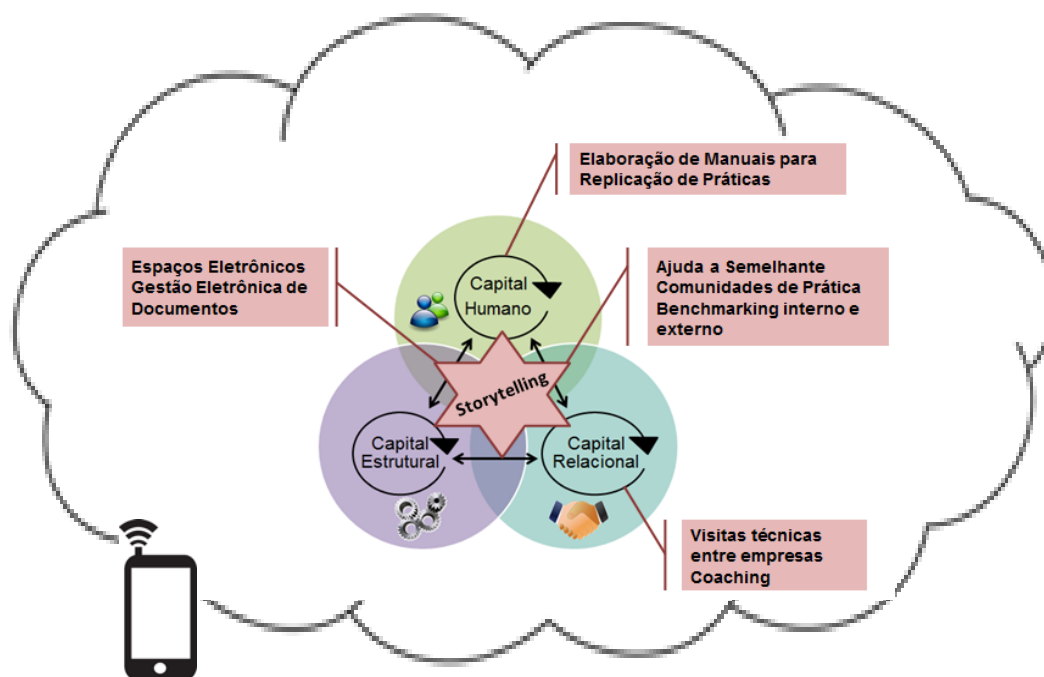 Elaboração de Manuais para
Replicação de Práticas
Espaços Eletrônicos
Gestão Eletrônica de
Documentos
Ajuda a Semelhante
Comunidades de Prática
Benchmarking interno e
externo
Capital
Humano
Storytelling
Capital
Estrutural
Capital
Relacional
Visitas técnicas
entre empresas
Coaching